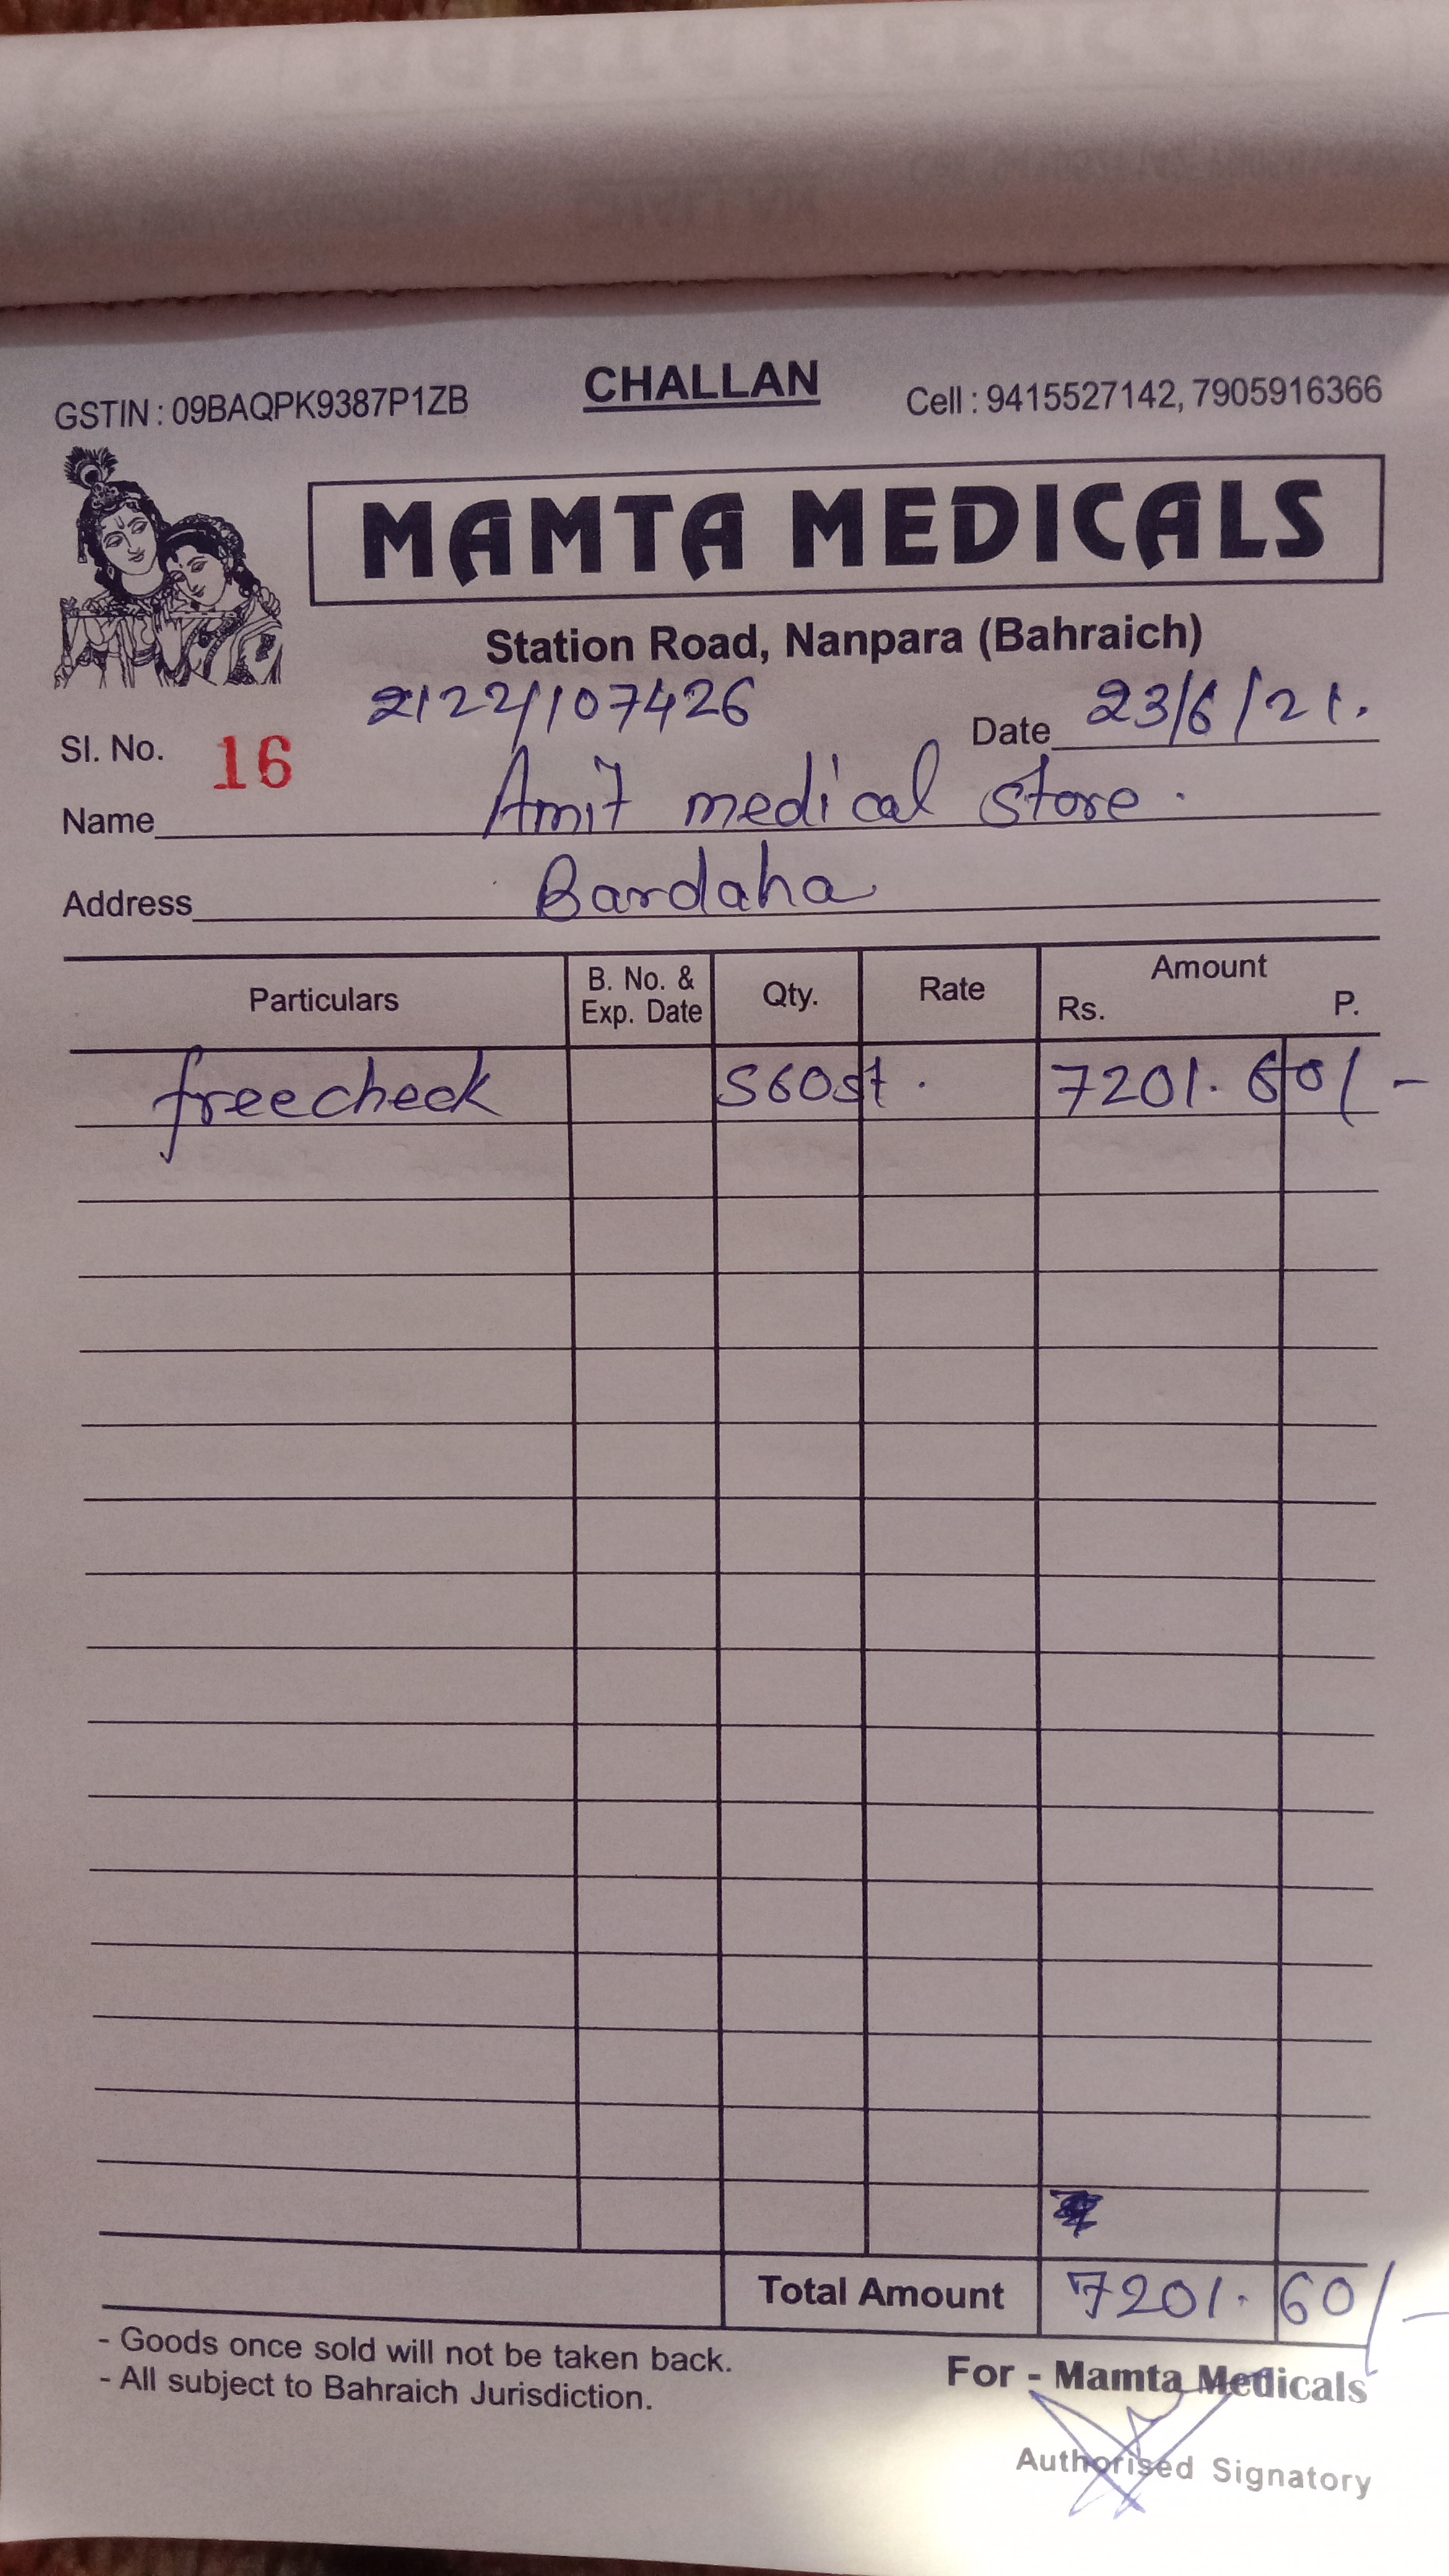 GSTIN : 09BAQPK9387P1ZB CHALLAN Cell : 9415527142, 7905916366
MAMTA MEDICALS
Station Road, Nanpara (Bahraich)
2122/107426
Sl. No. 16 Date 23/6/21.
Name Amit medical store.
Address Bardaha
Particulars B. No. & Exp. Date Qty. Rate Amount Rs. P.
freecheck 560st. 7201.60/-
Total Amount 7201.60/-
- Goods once sold will not be taken back.
- All subject to Bahraich Jurisdiction.
For - Mamta Medicals
Authorised Signatory